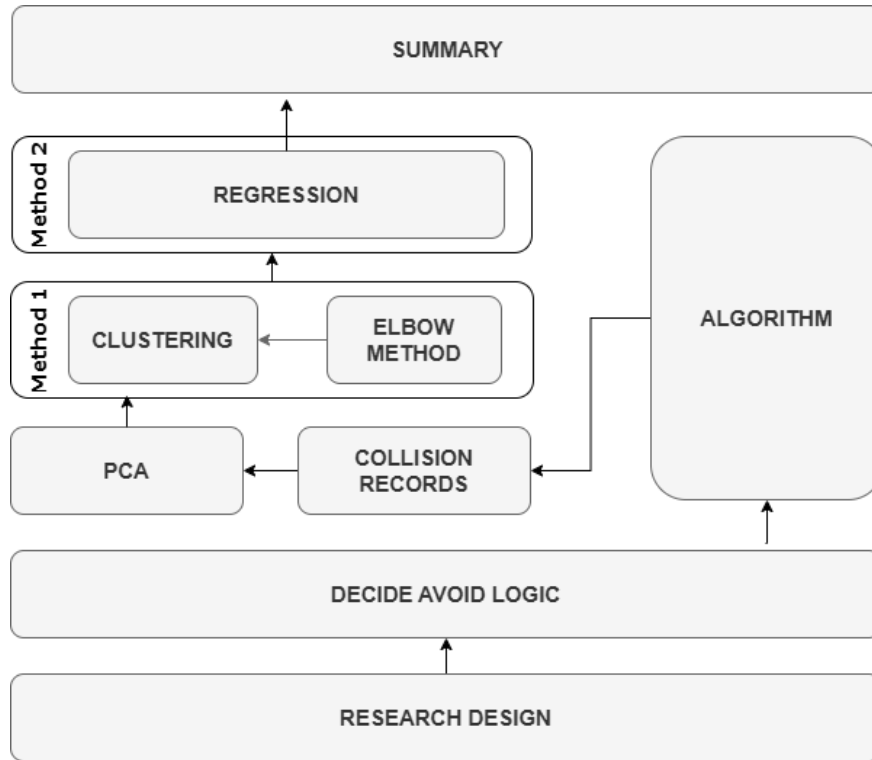 SUMMARY
Method 2
REGRESSION
Method 1
CLUSTERING
ELBOW
METHOD
ALGORITHM
PCA
COLLISION
RECORDS
DECIDE AVOID LOGIC
RESEARCH DESIGN